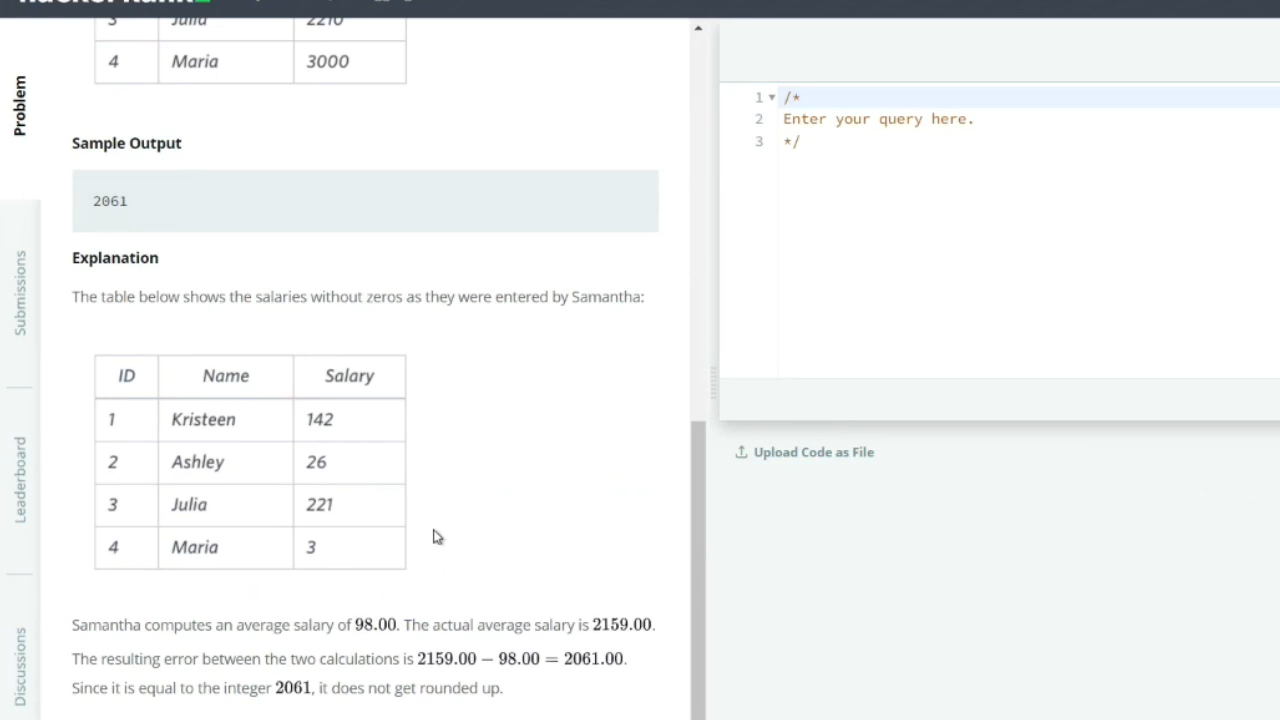 3 Julia 2210
4 Maria 3000
Problem
Sample Output
2061
Explanation
The table below shows the salaries without zeros as they were entered by Samantha:
ID Name Salary
1 Kristeen 142
2 Ashley 26
3 Julia 221
4 Maria 3
Samantha computes an average salary of 98.00. The actual average salary is 2159.00.
The resulting error between the two calculations is 2159.00 − 98.00 = 2061.00.
Since it is equal to the integer 2061, it does not get rounded up.
Submissions
Leaderboard
Discussions
1 /*
2 Enter your query here.
3 */
Upload Code as File